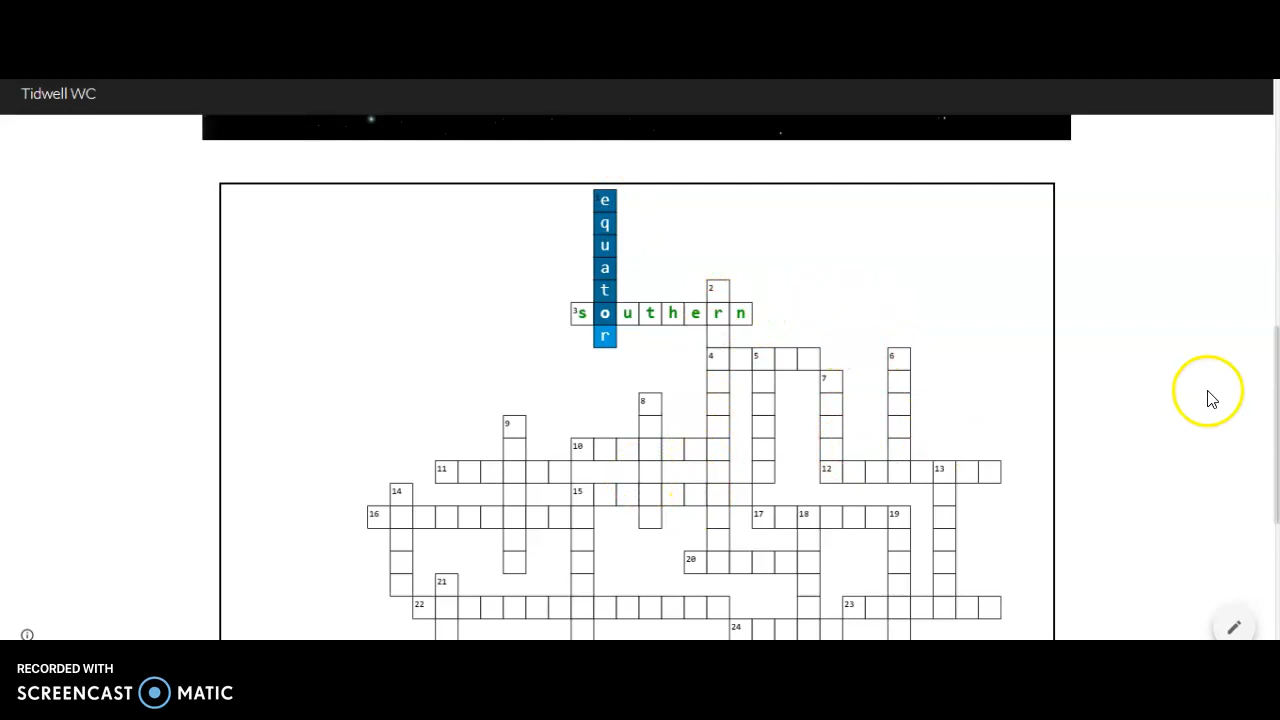 Tidwell WC
e
q
u
a
t
2
3 s o u t h e r n
r
4 5 6
7
8
9
10
11 12 13
14 15
16 17 18 19
20
21
22 23
24
RECORDED WITH
SCREENCAST MATIC